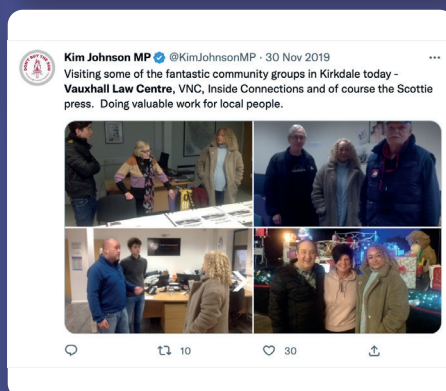 Kim Johnson MP @KimJohnsonMP · 30 Nov 2019
Visiting some of the fantastic community groups in Kirkdale today -
Vauxhall Law Centre, VNC, Inside Connections and of course the Scottie
press. Doing valuable work for local people.
10 30